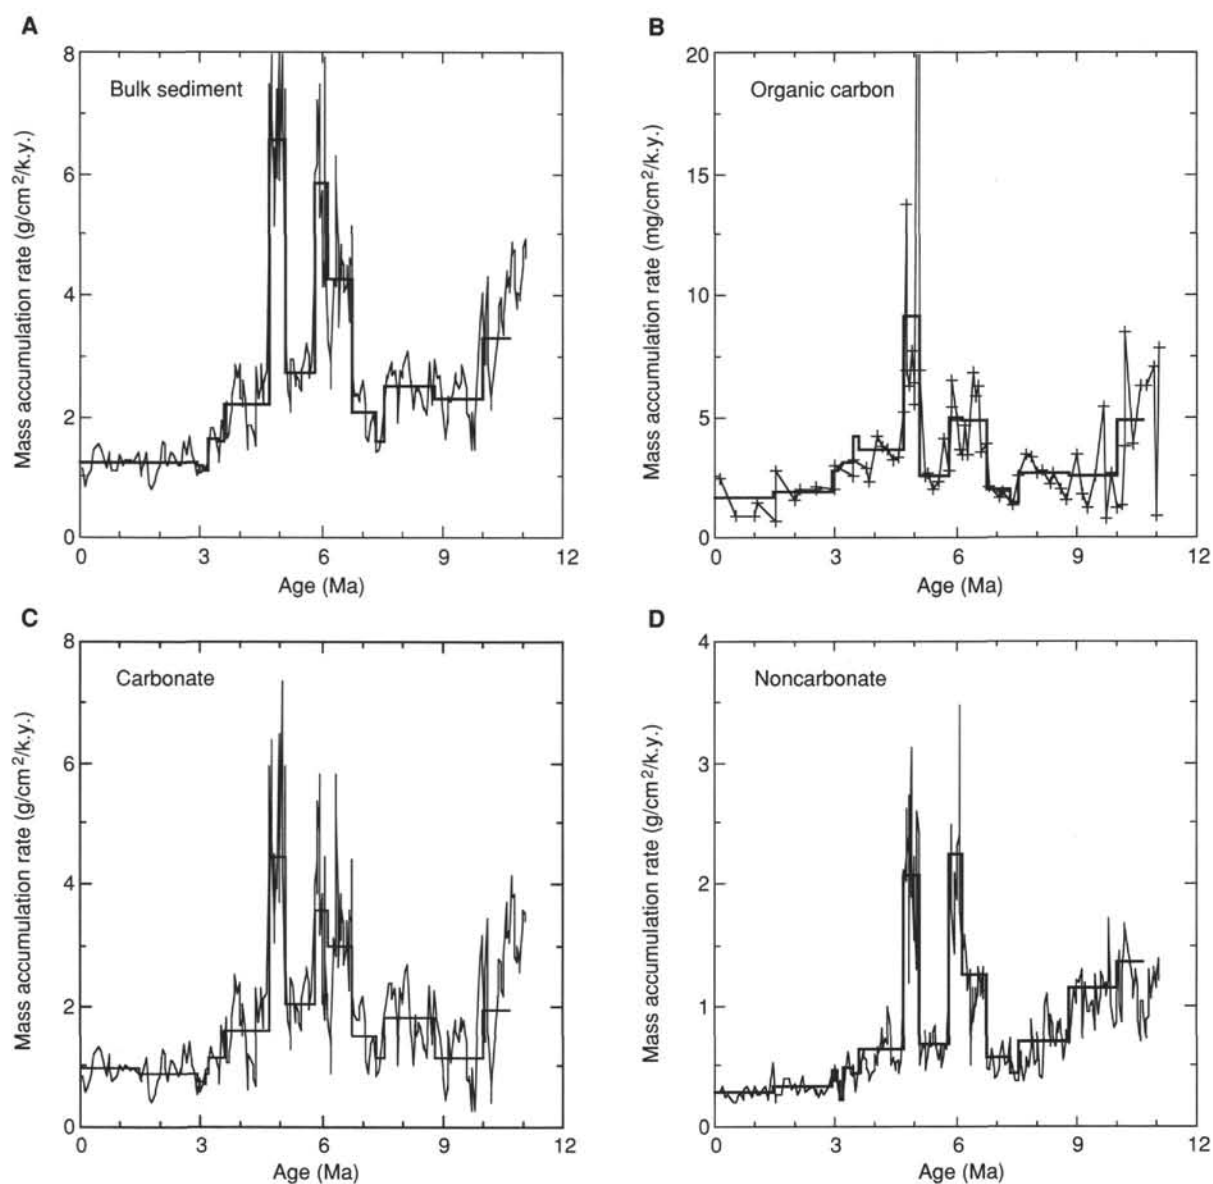 A
Bulk sediment
Mass accumulation rate (g/cm²/k.y.)
8
6
4
2
0
0 3 6 9 12
Age (Ma)
B
Organic carbon
Mass accumulation rate (mg/cm²/k.y.)
20
15
10
5
0
0 3 6 9 12
Age (Ma)
C
Carbonate
Mass accumulation rate (g/cm²/k.y.)
8
6
4
2
0
0 3 6 9 12
Age (Ma)
D
Noncarbonate
Mass accumulation rate (g/cm²/k.y.)
4
3
2
1
0
0 3 6 9 12
Age (Ma)